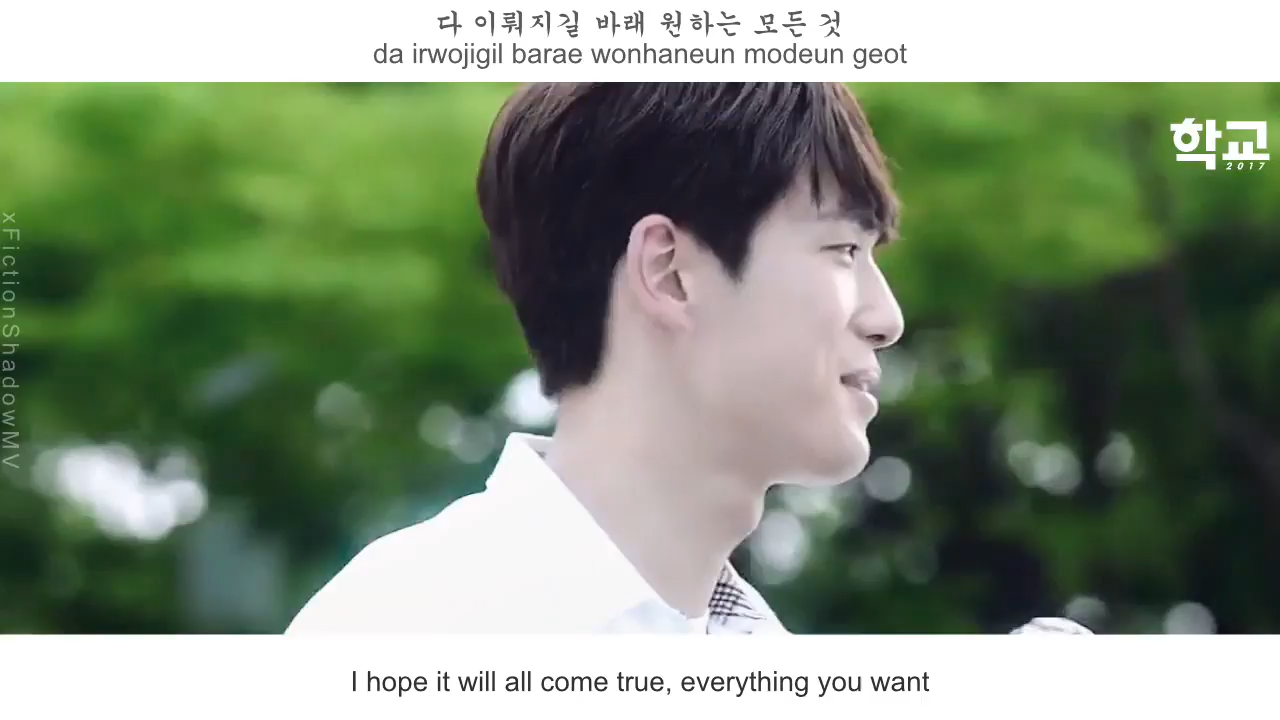 다 이뤄지길 바래 원하는 모든 것
da irwojigil barae wonhaneun modeun geot
학교
2017
xFictionShadowMV
I hope it will all come true, everything you want